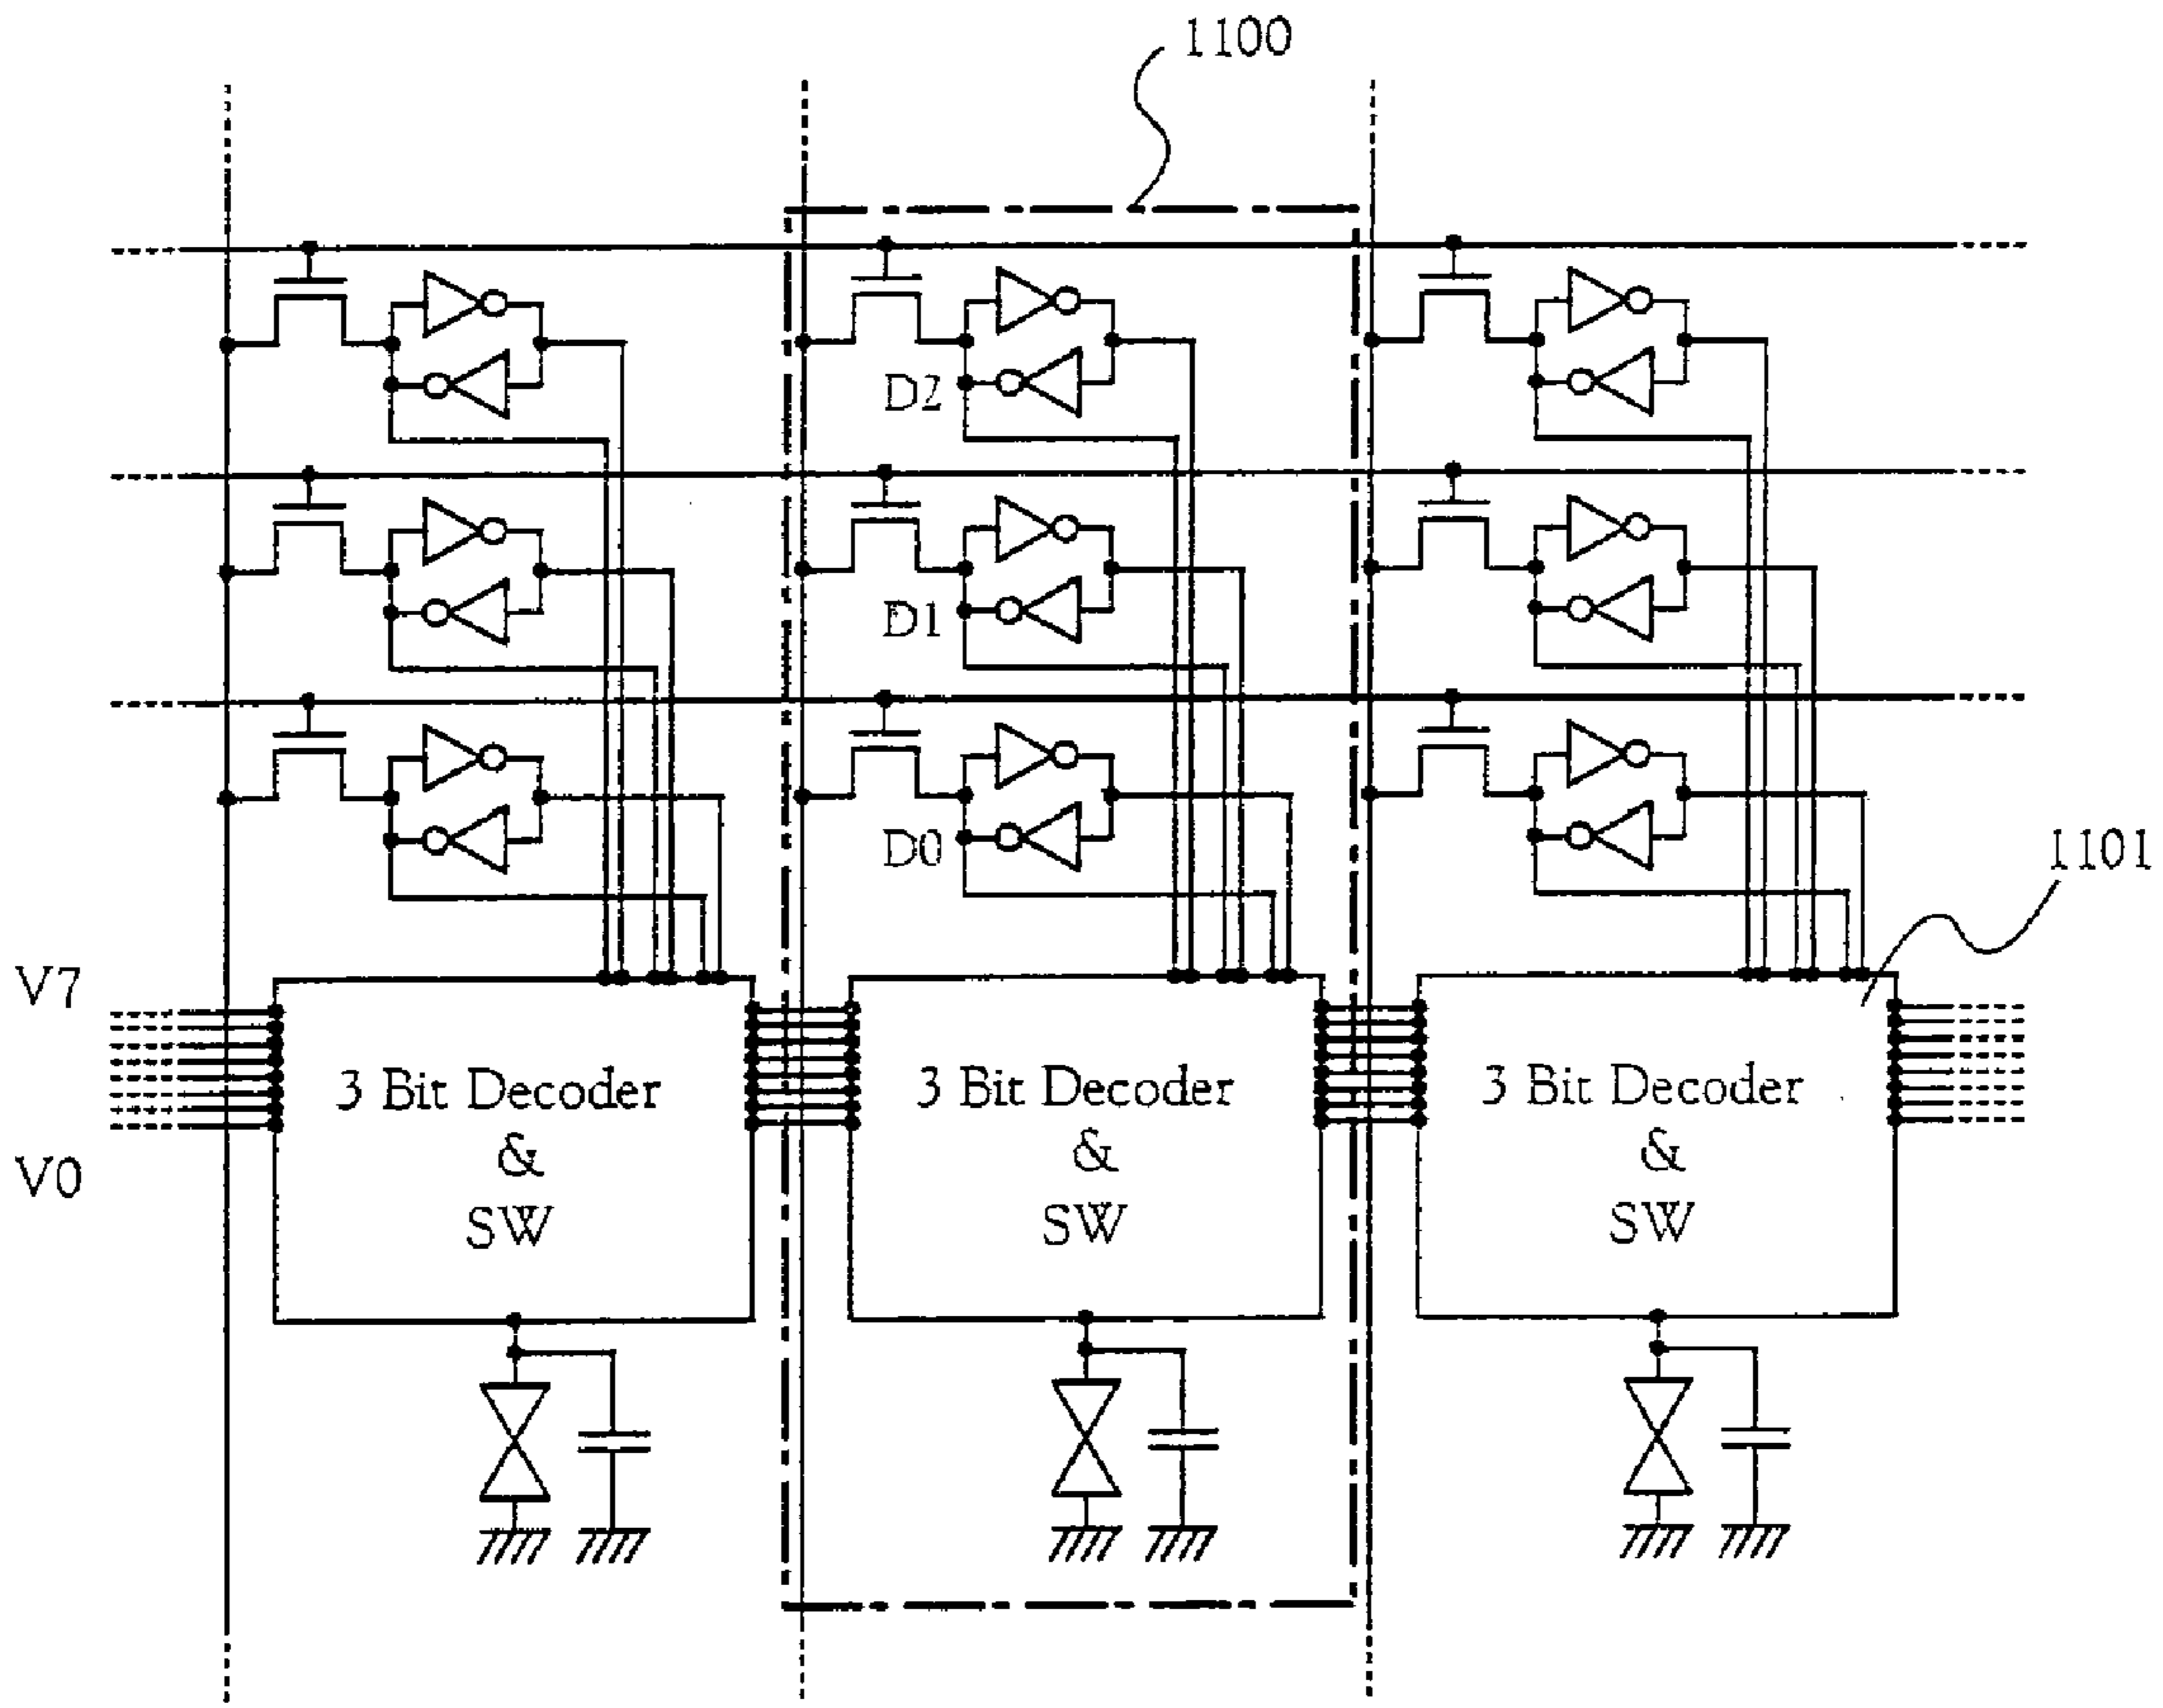 1100
D2
D1
D0
1101
V7
V0
3 Bit Decoder
&
SW
3 Bit Decoder
&
SW
3 Bit Decoder
&
SW